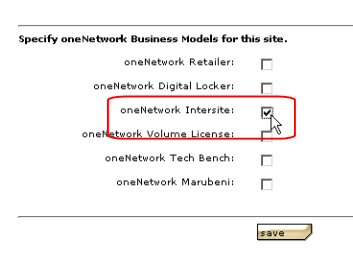 Specify oneNetwork Business Models for this site.
oneNetwork Retailer:
oneNetwork Digital Locker:
oneNetwork Intersite:
oneNetwork Volume License:
oneNetwork Tech Bench:
oneNetwork Marubeni:
save